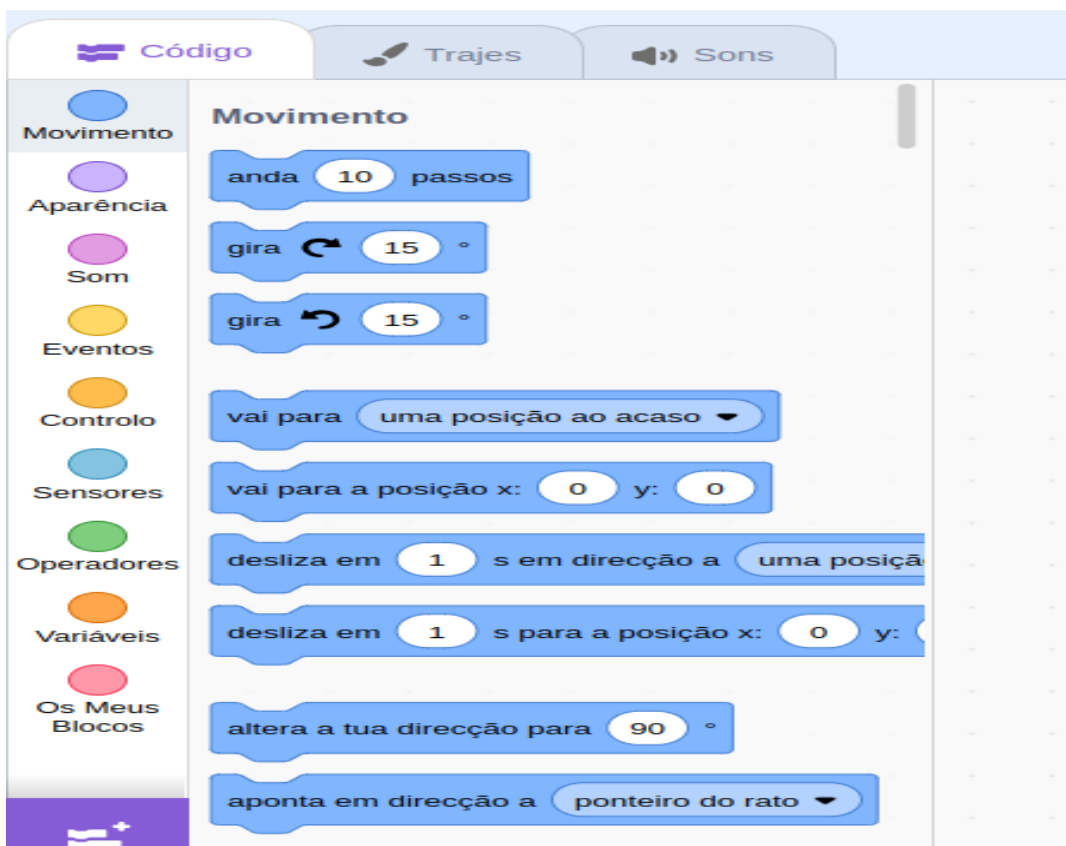 Código
Trajes
Sons
Movimento
Aparência
Som
Eventos
Controlo
Sensores
Operadores
Variáveis
Os Meus
Blocos
Movimento
anda 10 passos
gira 15 °
gira 15 °
vai para uma posição ao acaso
vai para a posição x: 0 y: 0
desliza em 1 s em direcção a uma posiçã
desliza em 1 s para a posição x: 0 y:
altera a tua direcção para 90 °
aponta em direcção a ponteiro do rato